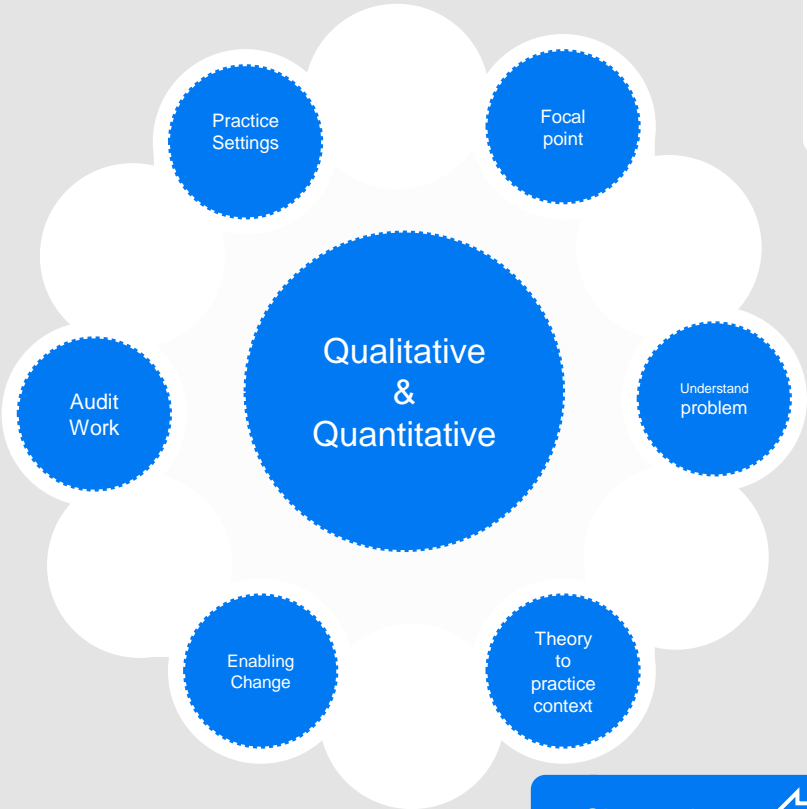 Practice
Settings
Focal
point
Qualitative
&
Quantitative
Understand
problem
Audit
Work
Theory
to
practice
context
Enabling
Change